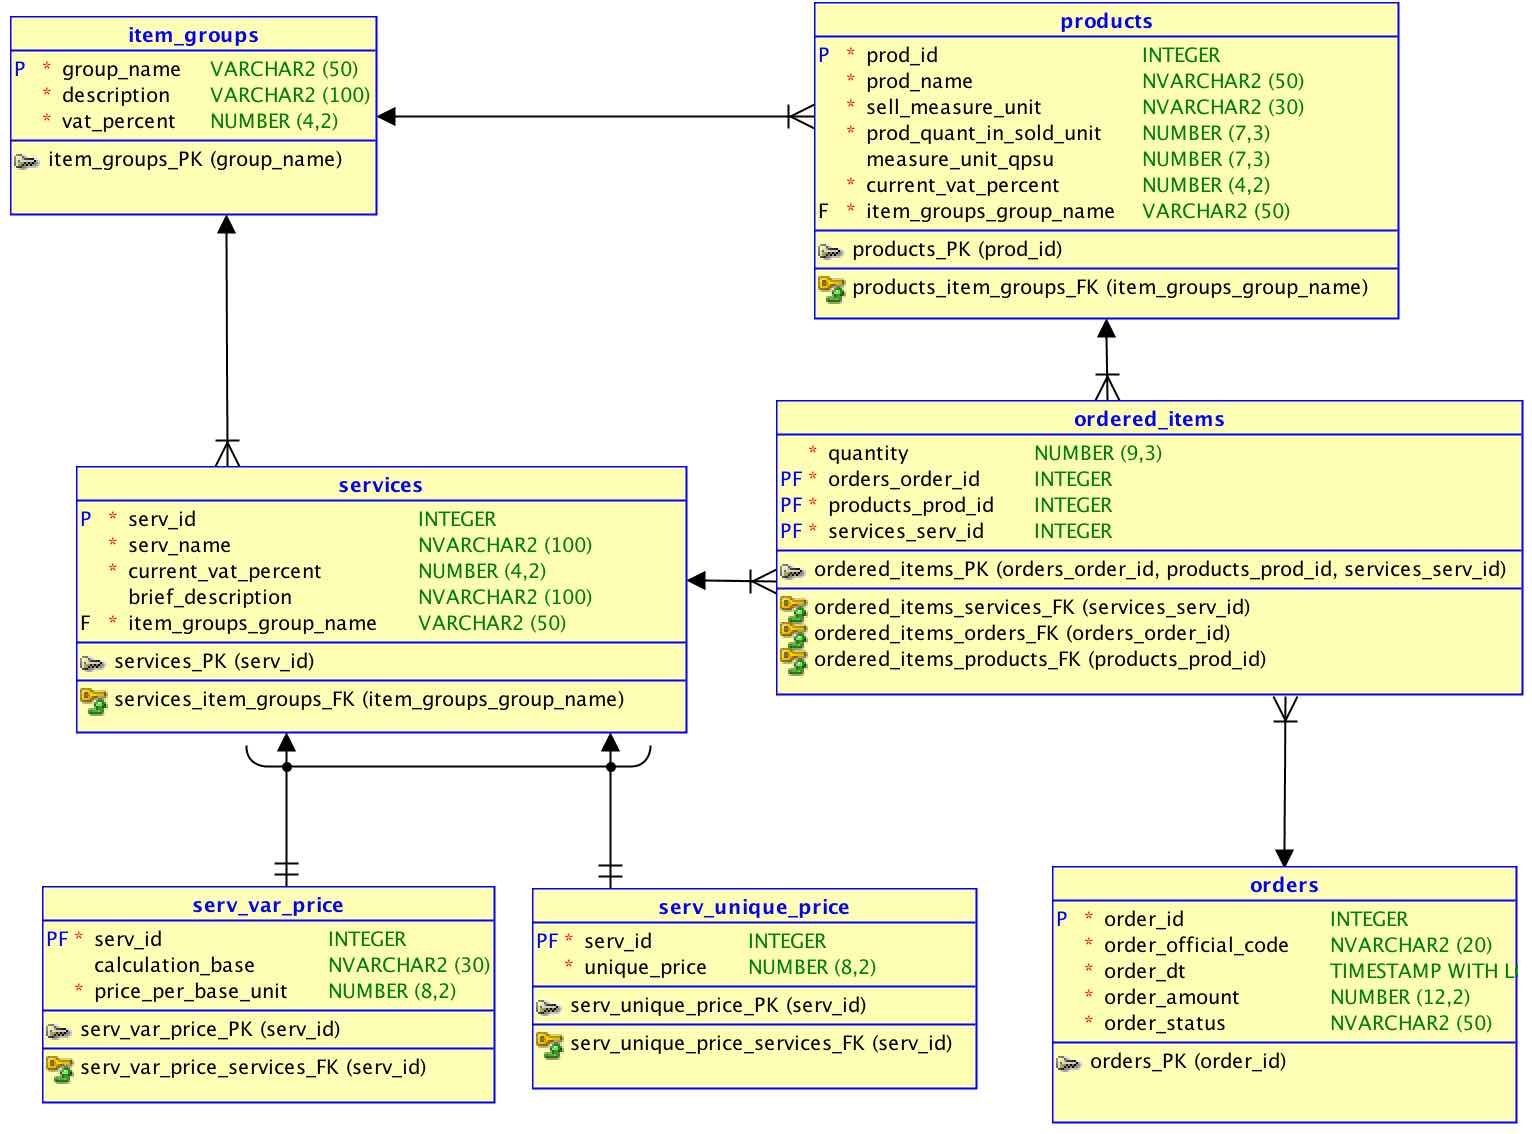 item_groups
P * group_name VARCHAR2 (50)
* description VARCHAR2 (100)
* vat_percent NUMBER (4,2)
item_groups_PK (group_name)
products
P * prod_id INTEGER
* prod_name NVARCHAR2 (50)
* sell_measure_unit NVARCHAR2 (30)
* prod_quant_in_sold_unit NUMBER (7,3)
measure_unit_qpsu NUMBER (7,3)
* current_vat_percent NUMBER (4,2)
F * item_groups_group_name VARCHAR2 (50)
products_PK (prod_id)
products_item_groups_FK (item_groups_group_name)
services
P * serv_id INTEGER
* serv_name NVARCHAR2 (100)
* current_vat_percent NUMBER (4,2)
brief_description NVARCHAR2 (100)
F * item_groups_group_name VARCHAR2 (50)
services_PK (serv_id)
services_item_groups_FK (item_groups_group_name)
ordered_items
* quantity NUMBER (9,3)
PF * orders_order_id INTEGER
PF * products_prod_id INTEGER
PF * services_serv_id INTEGER
ordered_items_PK (orders_order_id, products_prod_id, services_serv_id)
ordered_items_services_FK (services_serv_id)
ordered_items_orders_FK (orders_order_id)
ordered_items_products_FK (products_prod_id)
serv_var_price
PF * serv_id INTEGER
calculation_base NVARCHAR2 (30)
* price_per_base_unit NUMBER (8,2)
serv_var_price_PK (serv_id)
serv_var_price_services_FK (serv_id)
serv_unique_price
PF * serv_id INTEGER
* unique_price NUMBER (8,2)
serv_unique_price_PK (serv_id)
serv_unique_price_services_FK (serv_id)
orders
P * order_id INTEGER
* order_official_code NVARCHAR2 (20)
* order_dt TIMESTAMP WITH L
* order_amount NUMBER (12,2)
* order_status NVARCHAR2 (50)
orders_PK (order_id)